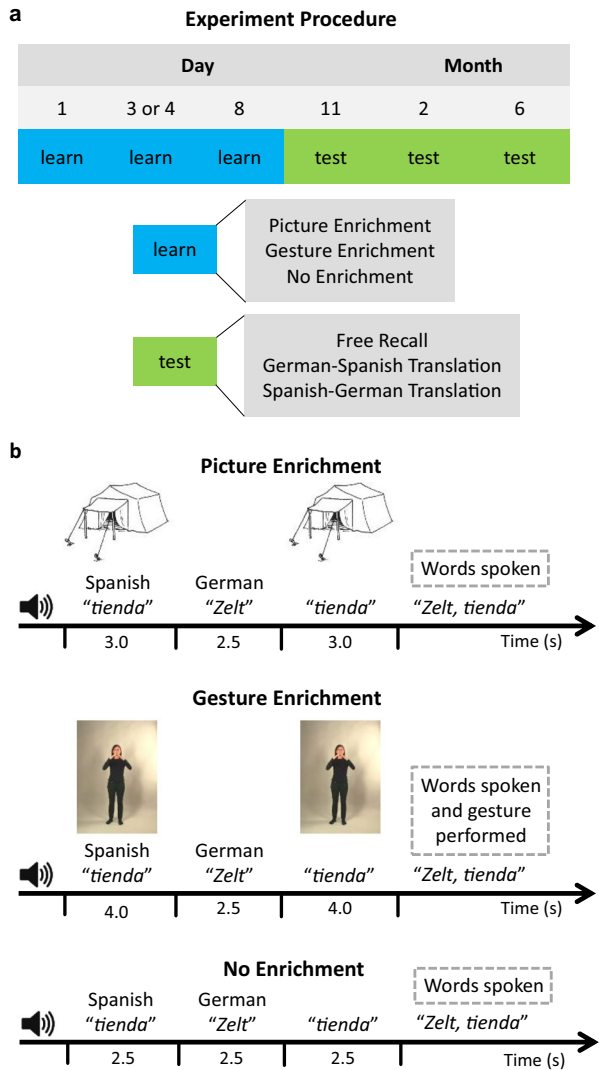 a
Experiment Procedure
Day Month
1 3 or 4 8 11 2 6
learn learn learn test test test
learn
Picture Enrichment
Gesture Enrichment
No Enrichment
test
Free Recall
German-Spanish Translation
Spanish-German Translation
b
Picture Enrichment
Words spoken
Spanish German
“tienda” “Zelt” “tienda” “Zelt, tienda”
3.0 2.5 3.0 Time (s)
Gesture Enrichment
Words spoken
and gesture
performed
Spanish German
“tienda” “Zelt” “tienda” “Zelt, tienda”
4.0 2.5 4.0 Time (s)
No Enrichment
Words spoken
Spanish German
“tienda” “Zelt” “tienda” “Zelt, tienda”
2.5 2.5 2.5 Time (s)